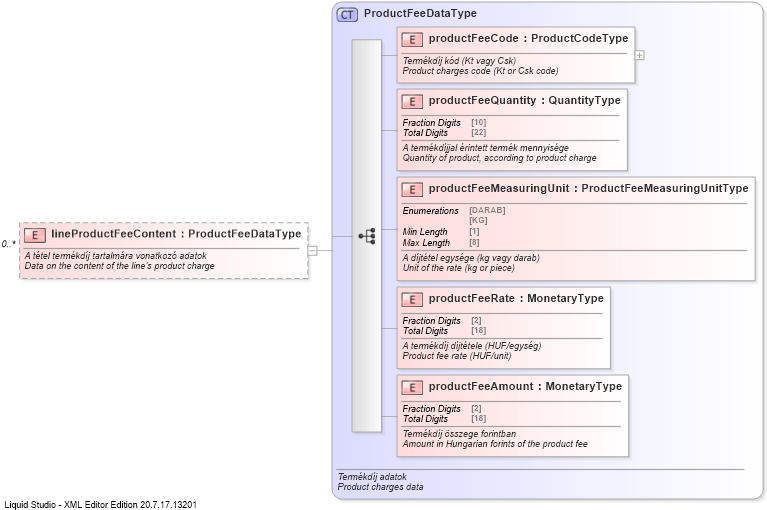 CT ProductFeeDataType
E productFeeCode : ProductCodeType
Termékdíj kód (Kt vagy Csk)
Product charges code (Kt or Csk code)
E productFeeQuantity : QuantityType
Fraction Digits [10]
Total Digits [22]
A termékdíjjal érintett termék mennyisége
Quantity of product, according to product charge
E productFeeMeasuringUnit : ProductFeeMeasuringUnitType
Enumerations [DARAB]
[KG]
Min Length [1]
Max Length [8]
A díjtétel egysége (kg vagy darab)
Unit of the rate (kg or piece)
0..*
E lineProductFeeContent : ProductFeeDataType
A tétel termékdíj tartalmára vonatkozó adatok
Data on the content of the line's product charge
E productFeeRate : MonetaryType
Fraction Digits [2]
Total Digits [18]
A termékdíj díjtétele (HUF/egység)
Product fee rate (HUF/unit)
E productFeeAmount : MonetaryType
Fraction Digits [2]
Total Digits [18]
Termékdíj összege forintban
Amount in Hungarian forints of the product fee
Termékdíj adatok
Product charges data
Liquid Studio - XML Editor Edition 20.7.17.13201